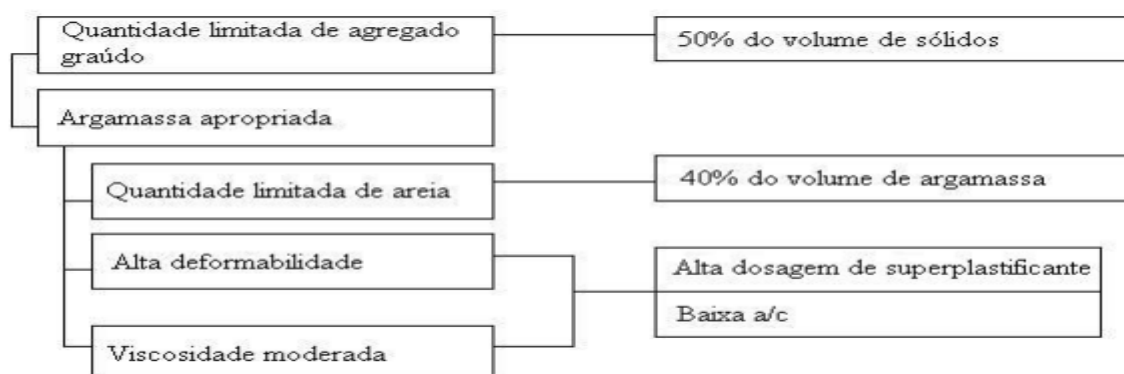 Quantidade limitada de agregado
graúdo
50% do volume de sólidos
Argamassa apropriada
Quantidade limitada de areia
40% do volume de argamassa
Alta deformabilidade
Alta dosagem de superplastificante
Baixa a/c
Viscosidade moderada